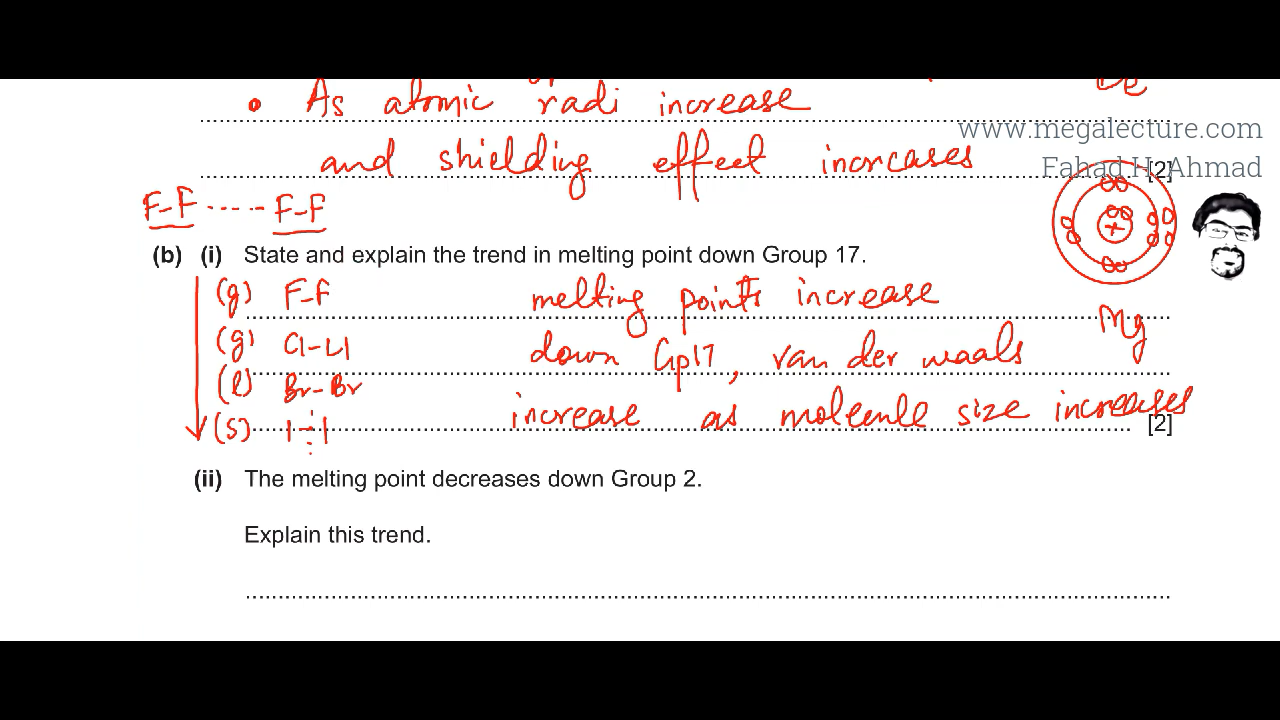 • As atomic radi increase
www.megalecture.com
and shielding effect increases [2]
Fahad H. Ahmad
F-F ---- F-F
(b) (i) State and explain the trend in melting point down Group 17.
(g) F-F melting points increase
Mg
(g) Cl-Cl down Gp17, van der waals
(l) Br-Br
increase as molecule size increases [2]
(s) I-I
(ii) The melting point decreases down Group 2.
Explain this trend.